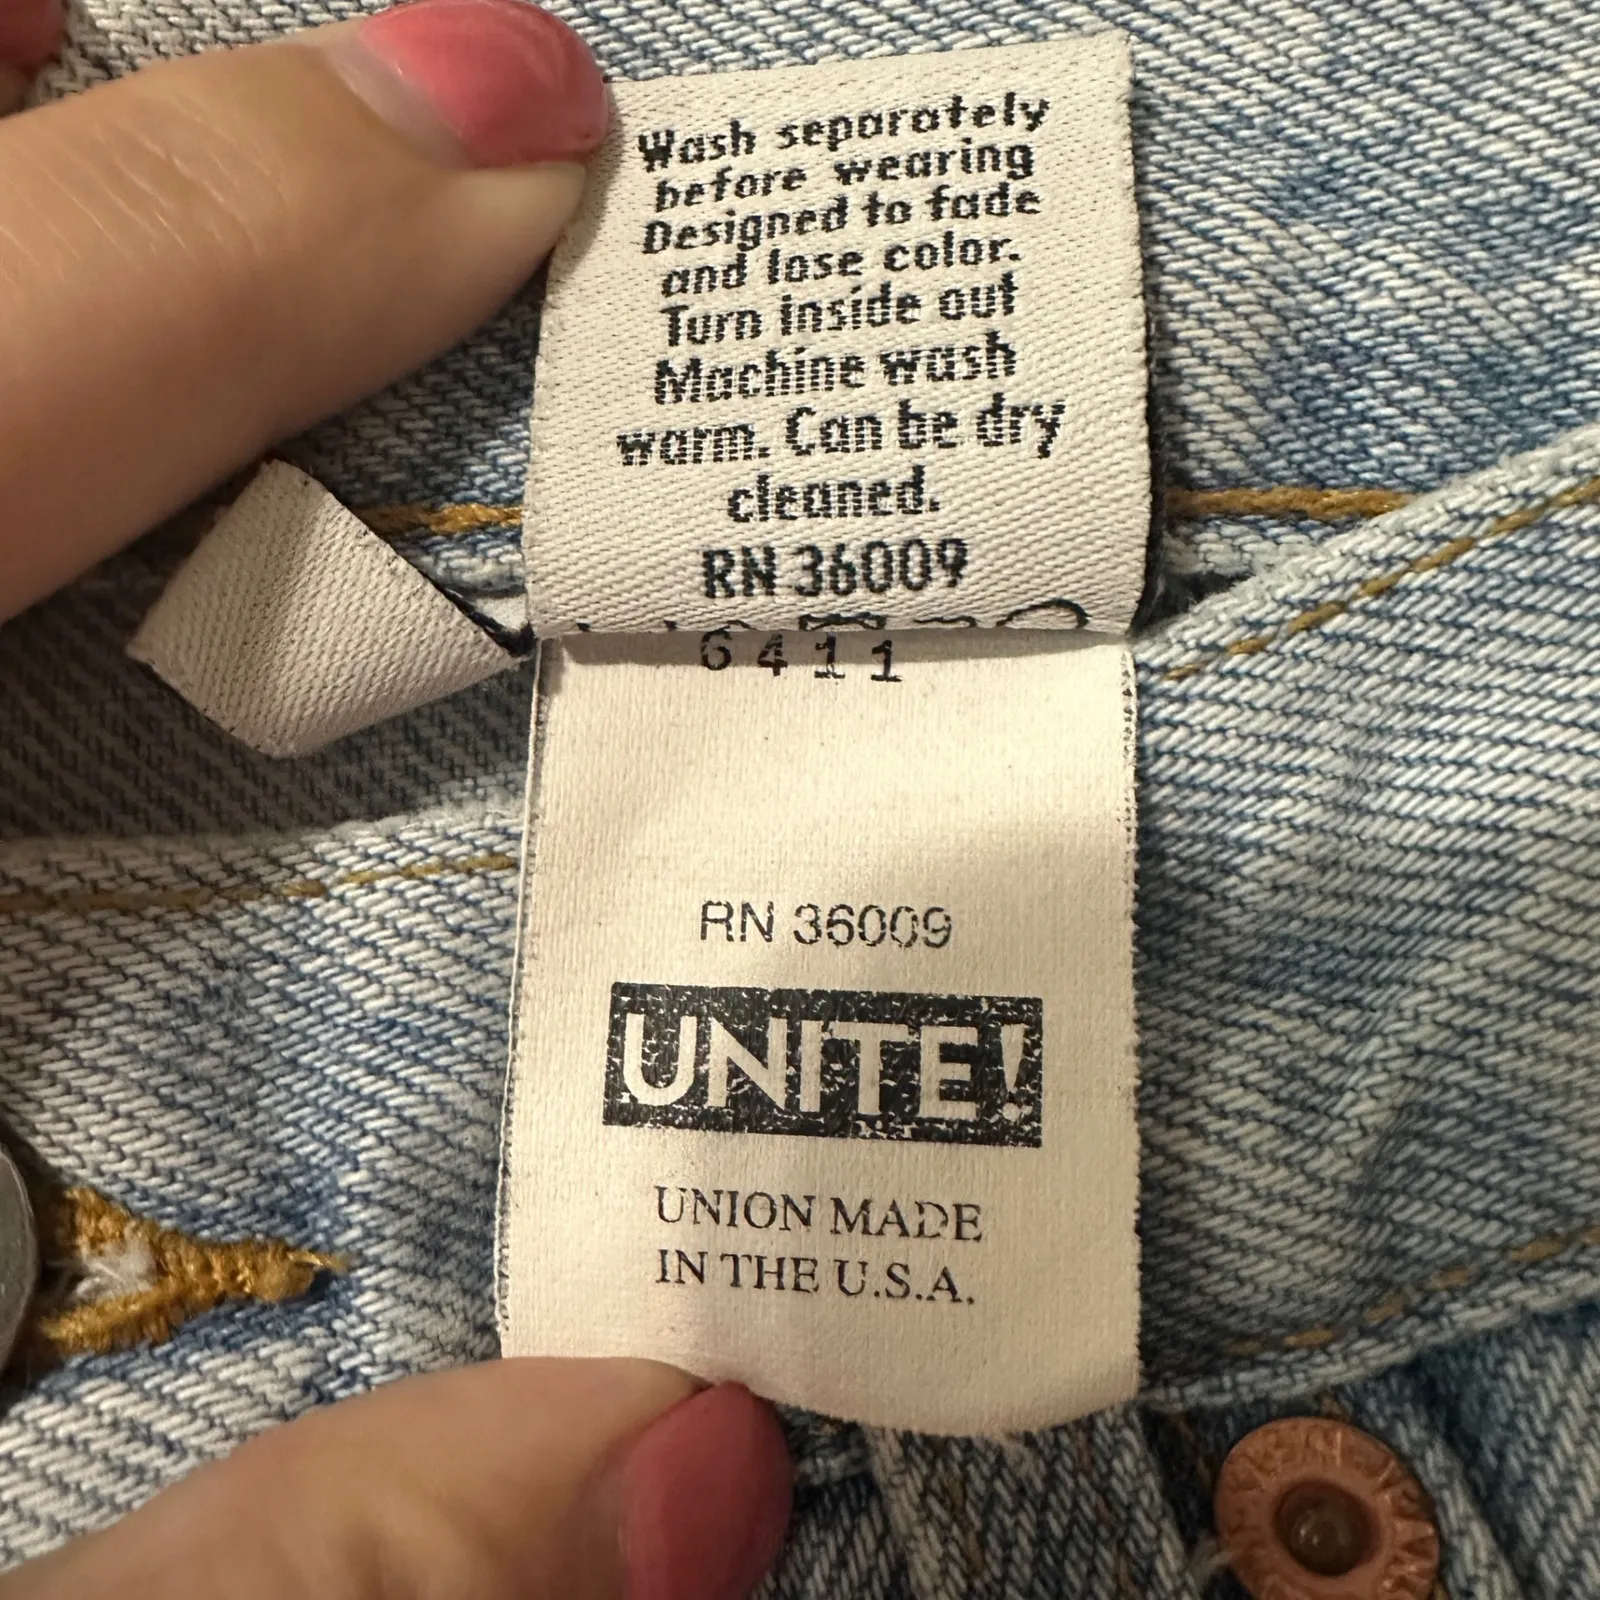 Wash separately
before wearing
Designed to fade
and lose color.
Turn inside out
Machine wash
warm. Can be dry
cleaned.
RN 36009
6411
RN 36009
UNITE!
UNION MADE
IN THE U.S.A.